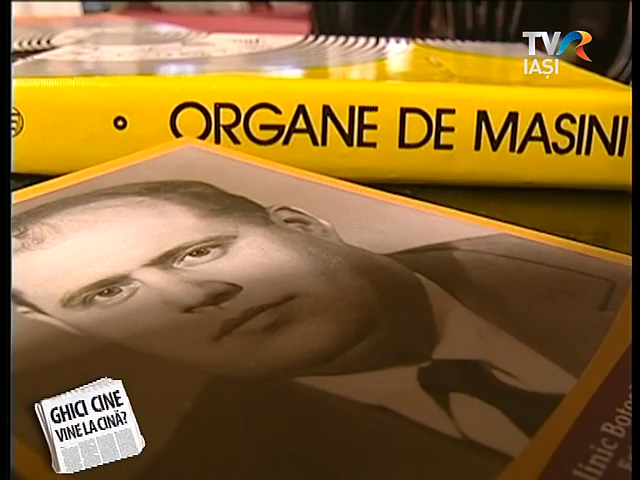 TVR
IAȘI
ORGANE DE MASINI
GHICI CINE
VINE LA CINĂ?